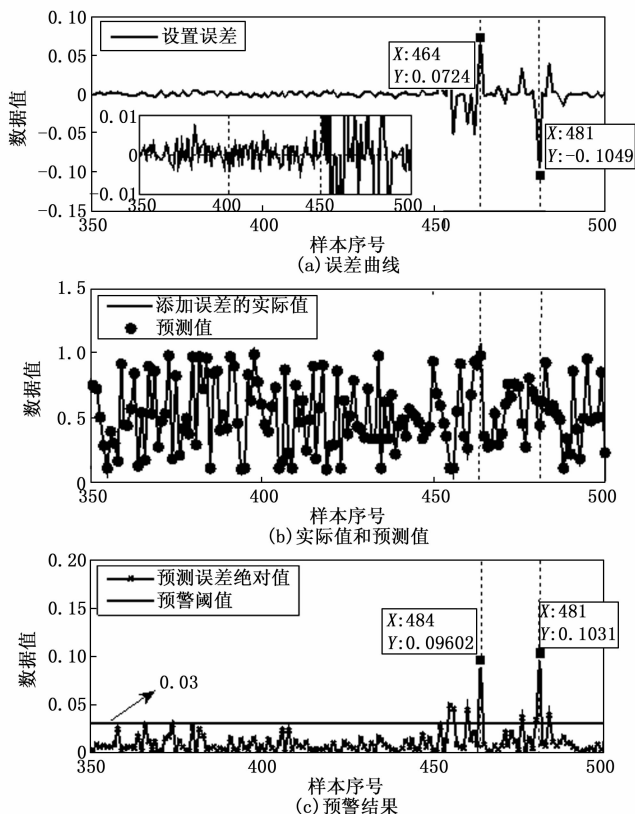 0.10
0.05
0
-0.05
-0.10
-0.15
数据值
设置误差
X:464
Y:0.0724
X:481
Y:-0.1049
0.01
0
-0.01
350
400
450
500
350
400
450
500
样本序号
(a)误差曲线
1.5
1.0
0.5
0
数据值
添加误差的实际值
预测值
350
400
450
500
样本序号
(b)实际值和预测值
0.20
0.15
0.10
0.05
0
数据值
预测误差绝对值
预警阈值
0.03
X:484
Y:0.09602
X:481
Y:0.1031
350
400
450
500
样本序号
(c)预警结果